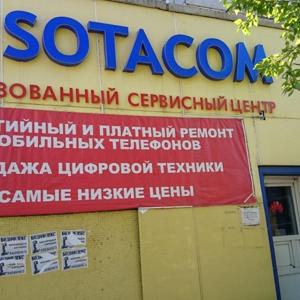 SOTACOM
ЗОВАННЫЙ СЕРВИСНЫЙ ЦЕНТР
ТИЙНЫЙ И ПЛАТНЫЙ РЕМОНТ
ОБИЛЬНЫХ ТЕЛЕФОНОВ
ДАЖА ЦИФРОВОЙ ТЕХНИКИ
САМЫЕ НИЗКИЕ ЦЕНЫ